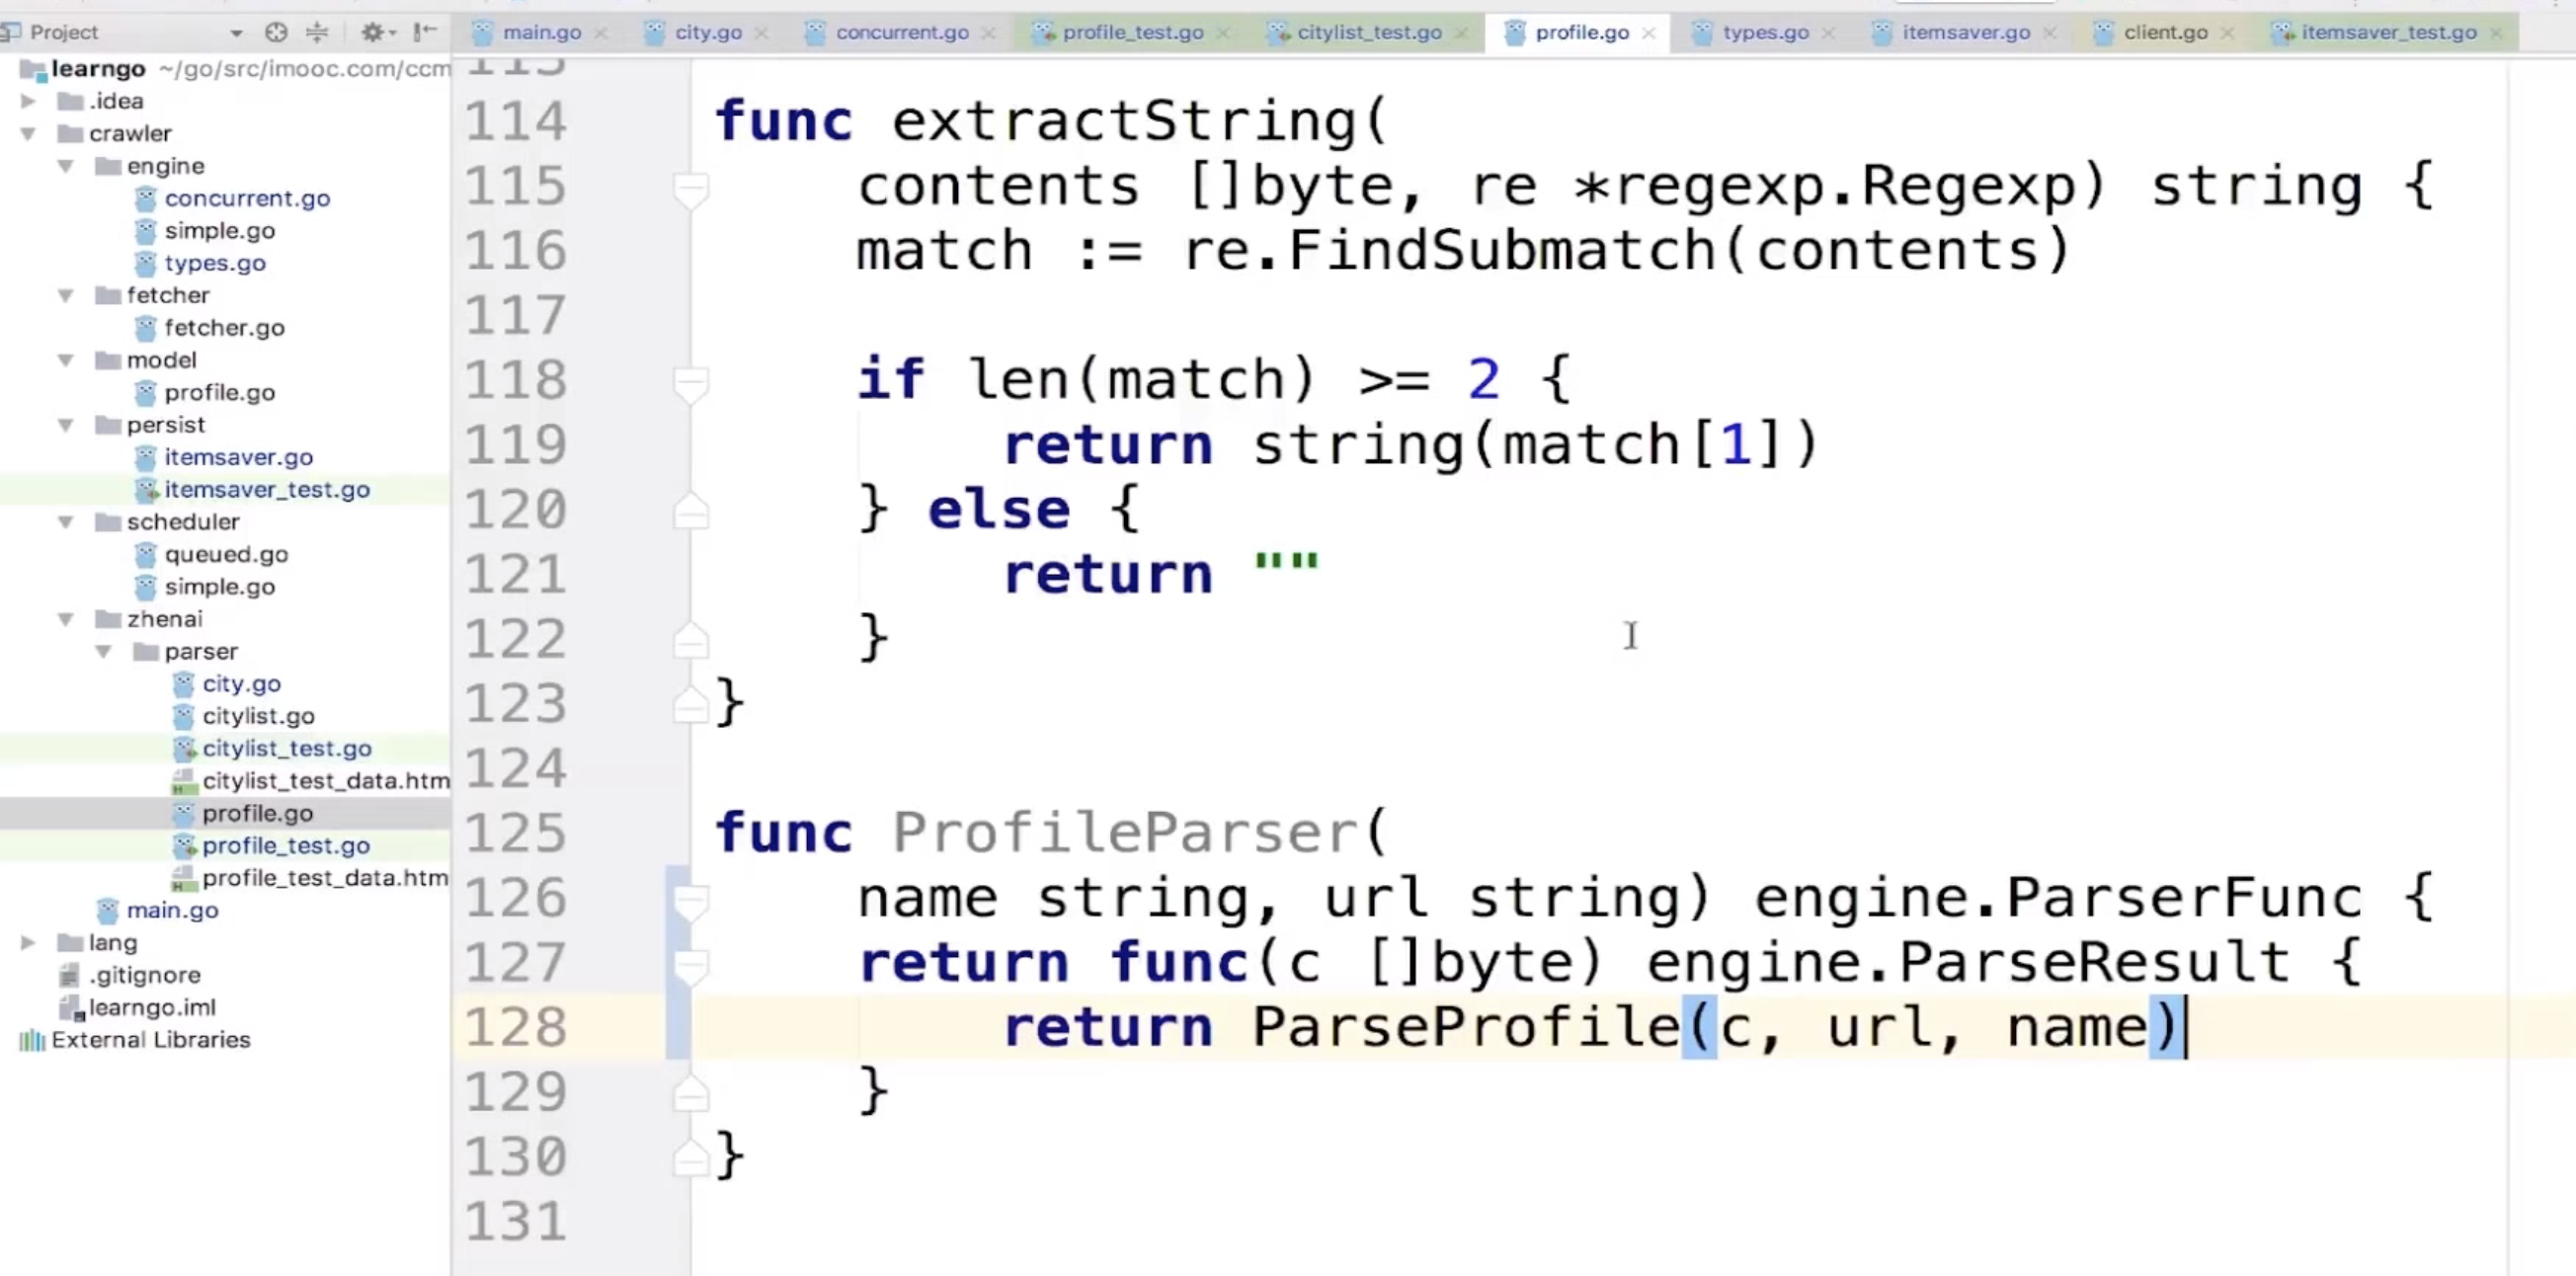 Project
main.go
city.go
concurrent.go
profile_test.go
citylist_test.go
profile.go
types.go
itemsaver.go
client.go
itemsaver_test.go
learngo ~/go/src/imooc.com/ccm
.idea
crawler
engine
concurrent.go
simple.go
types.go
fetcher
fetcher.go
model
profile.go
persist
itemsaver.go
itemsaver_test.go
scheduler
queued.go
simple.go
zhenai
parser
city.go
citylist.go
citylist_test.go
citylist_test_data.htm
profile.go
profile_test.go
profile_test_data.htm
main.go
lang
.gitignore
learngo.iml
External Libraries
114 func extractString(
115 contents []byte, re *regexp.Regexp) string {
116 match := re.FindSubmatch(contents)
117
118 if len(match) >= 2 {
119 return string(match[1])
120 } else {
121 return ""
122 }
123 }
124
125 func ProfileParser(
126 name string, url string) engine.ParserFunc {
127 return func(c []byte) engine.ParseResult {
128 return ParseProfile(c, url, name)
129 }
130 }
131